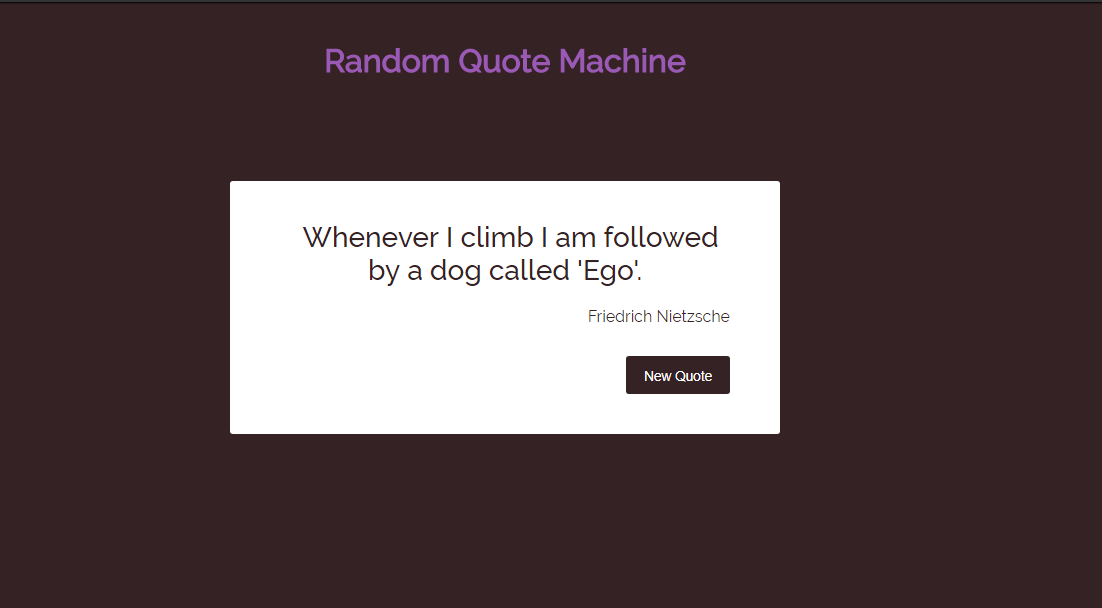 Random Quote Machine
Whenever I climb I am followed
by a dog called 'Ego'.
Friedrich Nietzsche
New Quote